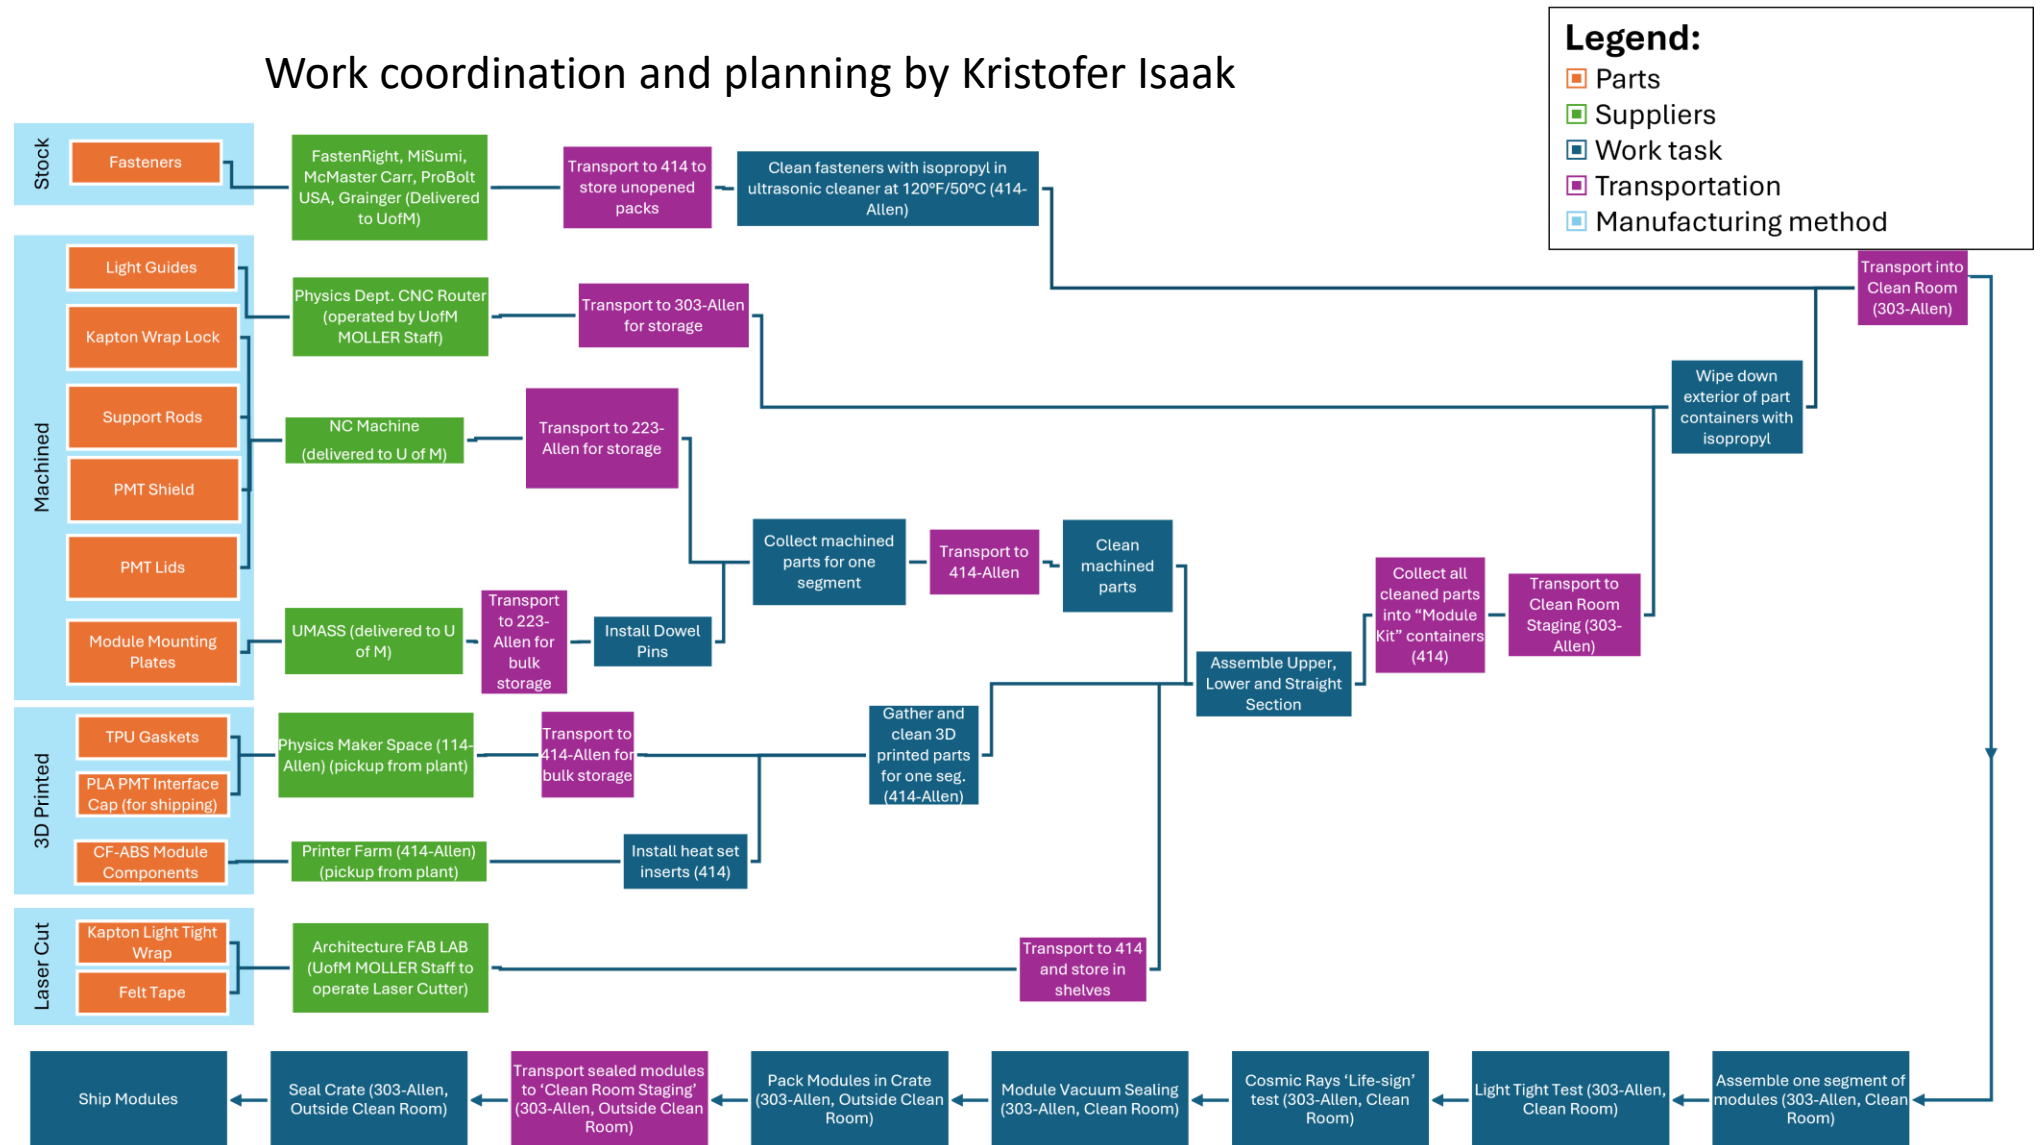 Work coordination and planning by Kristofer Isaak
Legend:
Parts
Suppliers
Work task
Transportation
Manufacturing method
Stock
Fasteners
FastenRight, MiSumi,
McMaster Carr, ProBolt
USA, Grainger (Delivered
to UofM)
Transport to 414 to
store unopened
packs
Clean fasteners with isopropyl in
ultrasonic cleaner at 120°F/50°C (414-
Allen)
Transport into
Clean Room
(303-Allen)
Machined
Light Guides
Kapton Wrap Lock
Support Rods
PMT Shield
PMT Lids
Module Mounting
Plates
Physics Dept. CNC Router
(operated by UofM
MOLLER Staff)
Transport to 303-Allen
for storage
Wipe down
exterior of part
containers with
isopropyl
NC Machine
(delivered to U of M)
Transport to 223-
Allen for storage
Collect machined
parts for one
segment
Transport to
414-Allen
Clean
machined
parts
UMASS (delivered to U
of M)
Transport
to 223-
Allen for
bulk
storage
Install Dowel
Pins
Assemble Upper,
Lower and Straight
Section
Collect all
cleaned parts
into “Module
Kit” containers
(414)
Transport to
Clean Room
Staging (303-
Allen)
3D Printed
TPU Gaskets
PLA PMT Interface
Cap (for shipping)
CF-ABS Module
Components
Physics Maker Space (114-
Allen) (pickup from plant)
Transport to
414-Allen for
bulk storage
Gather and
clean 3D
printed parts
for one seg.
(414-Allen)
Printer Farm (414-Allen)
(pickup from plant)
Install heat set
inserts (414)
Laser Cut
Kapton Light Tight
Wrap
Felt Tape
Architecture FAB LAB
(UofM MOLLER Staff to
operate Laser Cutter)
Transport to 414
and store in
shelves
Ship Modules
Seal Crate (303-Allen,
Outside Clean Room)
Transport sealed modules
to ‘Clean Room Staging’
(303-Allen, Outside Clean
Room)
Pack Modules in Crate
(303-Allen, Outside Clean
Room)
Module Vacuum Sealing
(303-Allen, Clean Room)
Cosmic Rays ‘Life-sign’
test (303-Allen, Clean
Room)
Light Tight Test (303-Allen,
Clean Room)
Assemble one segment of
modules (303-Allen, Clean
Room)